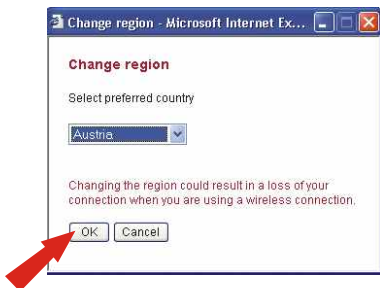 Change region - Microsoft Internet Ex...
Change region
Select preferred country
Austria
Changing the region could result in a loss of your
connection when you are using a wireless connection.
OK Cancel